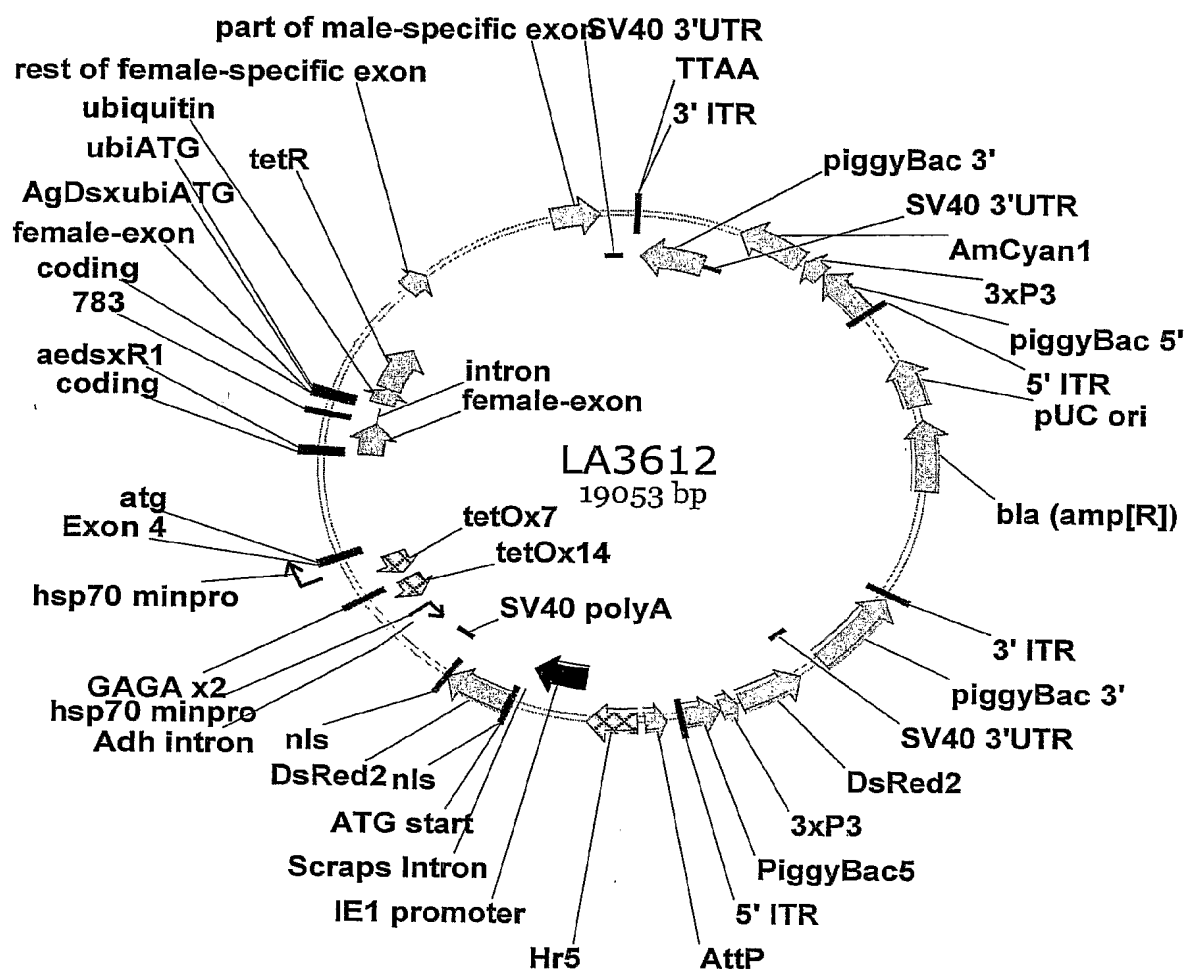 part of male-specific exon
SV40 3'UTR
rest of female-specific exon
TTAA
ubiquitin
3' ITR
ubiATG
tetR
piggyBac 3'
AgDsxubiATG
SV40 3'UTR
female-exon
AmCyan1
coding
3xP3
783
piggyBac 5'
aedsxR1
intron
5' ITR
coding
female-exon
pUC ori
LA3612
19053 bp
atg
tetOx7
bla (amp[R])
Exon 4
tetOx14
hsp70 minpro
SV40 polyA
3' ITR
GAGA x2
piggyBac 3'
hsp70 minpro
Adh intron
nls
SV40 3'UTR
DsRed2
nls
DsRed2
ATG start
3xP3
Scraps Intron
PiggyBac5
IE1 promoter
5' ITR
Hr5
AttP